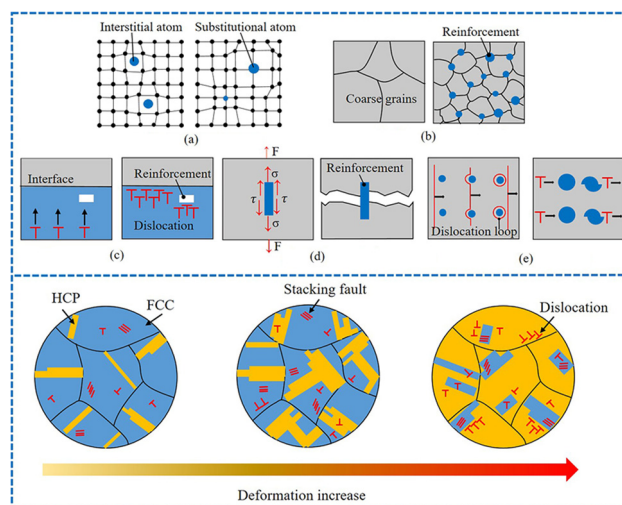 Interstitial atom
Substitutional atom
(a)
Reinforcement
Coarse grains
(b)
Interface
Reinforcement
Dislocation
(c)
F
σ
τ
τ
σ
F
Reinforcement
(d)
Dislocation loop
(e)
HCP
FCC
Stacking fault
Dislocation
Deformation increase